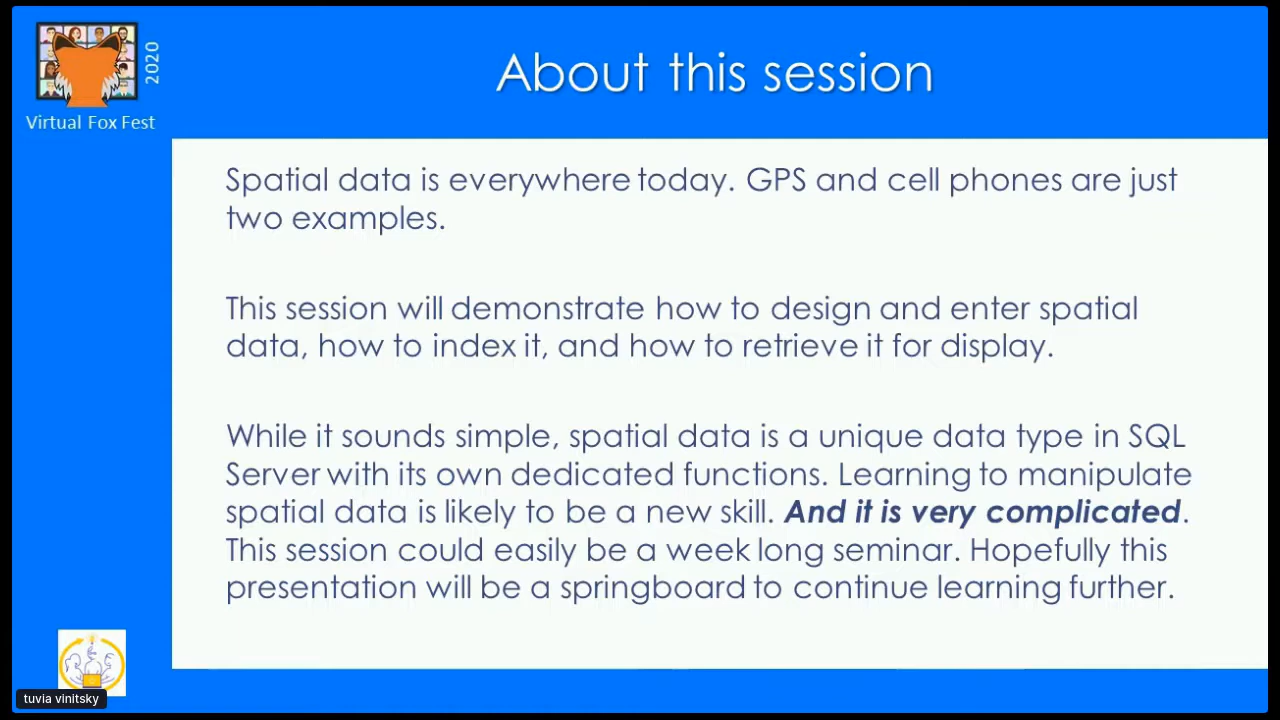 2020
Virtual Fox Fest
About this session
Spatial data is everywhere today. GPS and cell phones are just
two examples.
This session will demonstrate how to design and enter spatial
data, how to index it, and how to retrieve it for display.
While it sounds simple, spatial data is a unique data type in SQL
Server with its own dedicated functions. Learning to manipulate
spatial data is likely to be a new skill. And it is very complicated.
This session could easily be a week long seminar. Hopefully this
presentation will be a springboard to continue learning further.
tuvia vinitsky